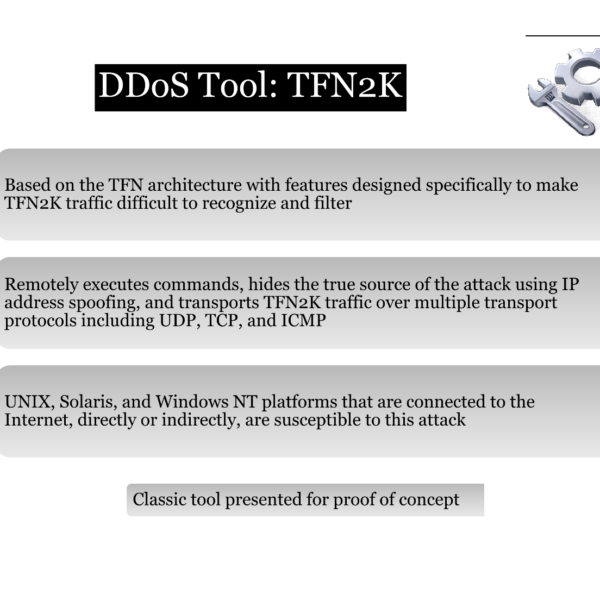 DDoS Tool: TFN2K
Based on the TFN architecture with features designed specifically to make
TFN2K traffic difficult to recognize and filter
Remotely executes commands, hides the true source of the attack using IP
address spoofing, and transports TFN2K traffic over multiple transport
protocols including UDP, TCP, and ICMP
UNIX, Solaris, and Windows NT platforms that are connected to the
Internet, directly or indirectly, are susceptible to this attack
Classic tool presented for proof of concept